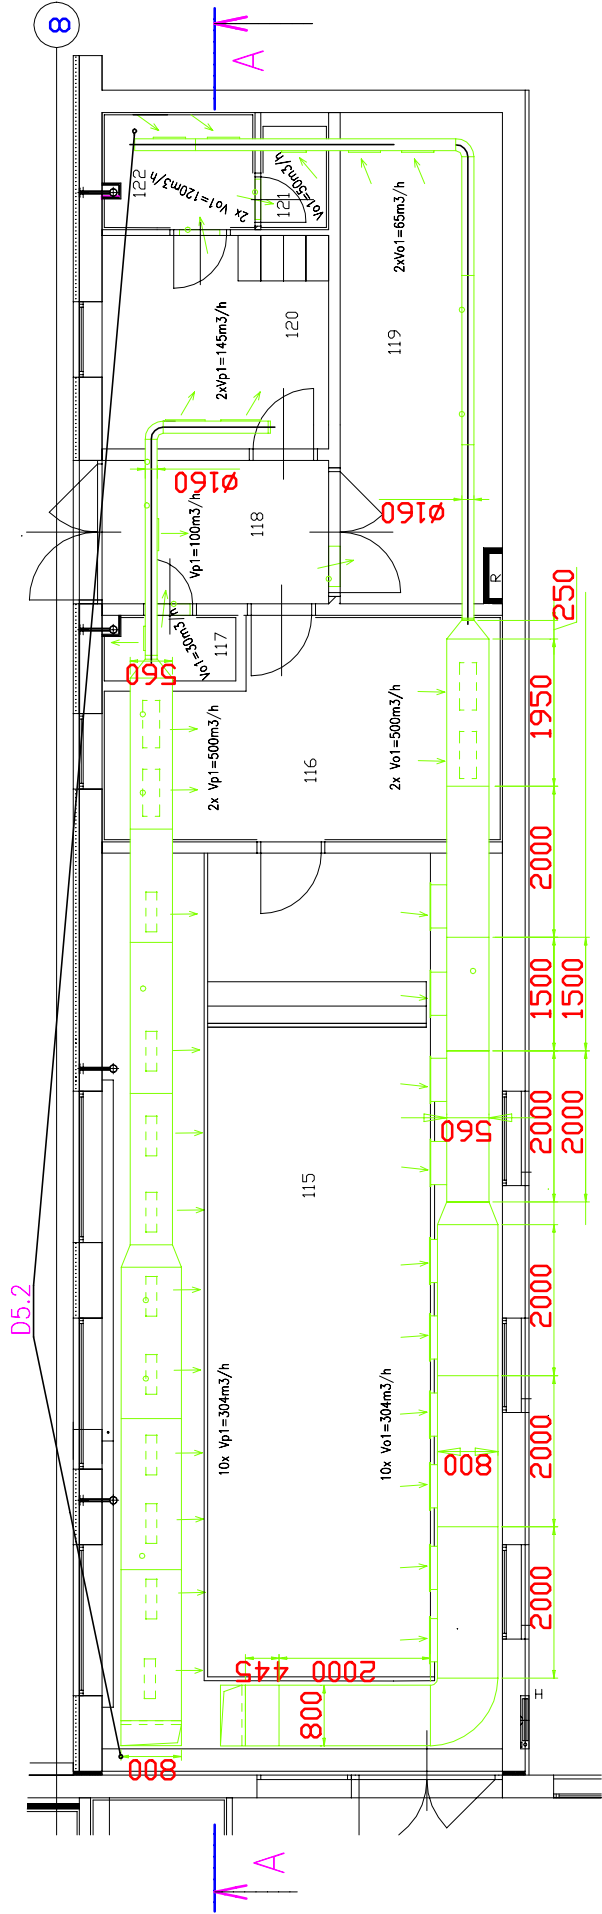 8
A
122
2x Vo1=120m3/h
121
Vo1=50m3/h
2xVo1=65m3/h
2xVp1=145m3/h
120
119
ø160
ø160
Vp1=100m3/h
118
R
250
Vo1=30m3/h
117
560
1950
2x Vp1=500m3/h
116
2x Vo1=500m3/h
2000
1500
1500
560
2000
2000
115
D5.2
2000
10x Vp1=304m3/h
10x Vo1=304m3/h
800
2000
2000
445
2000
800
H
800
A